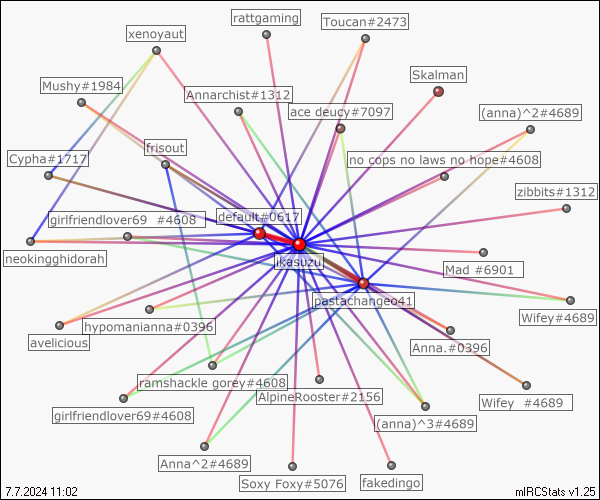 rattgaming
Toucan#2473
xenoyaut
Skalman
Mushy#1984
Annarchist#1312
ace deucy#7097
(anna)^2#4689
frisout
Cypha#1717
no cops no laws no hope#4608
zibbits#1312
default#0617
girlfriendlover69 #4608
neokingghidorah
ikasuzu
Mad #6901
pastachangeo41
Wifey#4689
hypomanianna#0396
avelicious
Anna.#0396
ramshackle gorey#4608
AlpineRooster#2156
Wifey #4689
girlfriendlover69#4608
(anna)^3#4689
Anna^2#4689
Soxy Foxy#5076
fakedingo
7.7.2024 11:02
mIRCStats v1.25